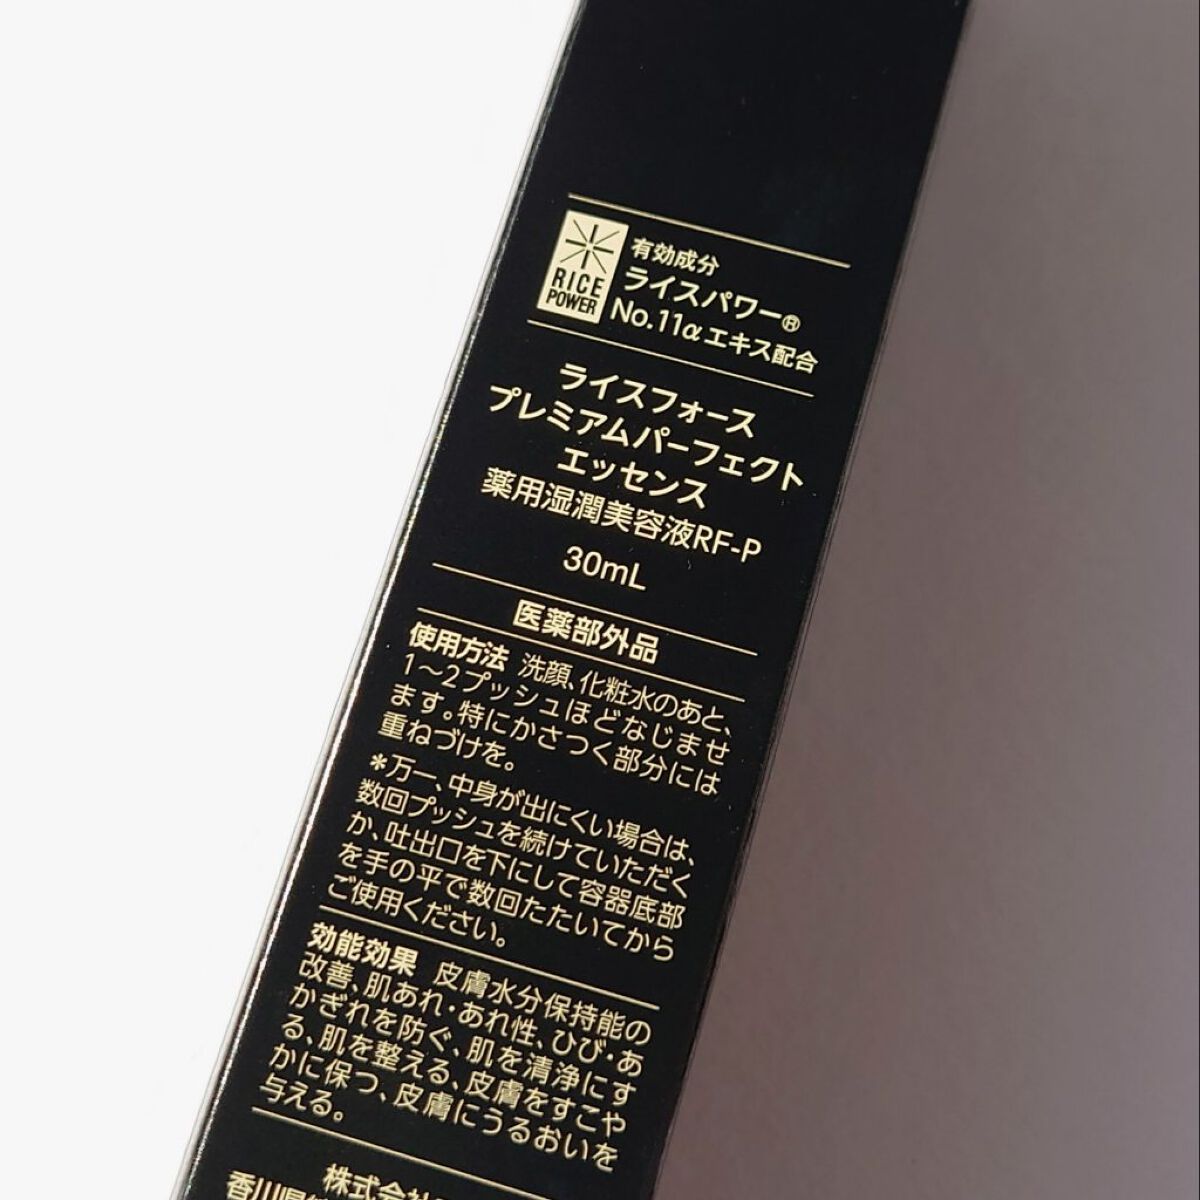 RICE
POWER
有効成分
ライスパワー®
No.11αエキス配合
ライスフォース
プレミアムパーフェクト
エッセンス
薬用湿潤美容液RF-P
30mL
医薬部外品
使用方法 洗顔、化粧水のあと、
1〜2プッシュほどなじませ
ます。特にかさつく部分には
重ねづけを。
*万一、中身が出にくい場合は、
数回プッシュを続けていただく
か、吐出口を下にして容器底部
を手の平で数回たたいてから
ご使用ください。
効能効果 皮膚水分保持能の
改善、肌あれ・あれ性、ひび・あ
かぎれを防ぐ、肌を清浄にす
る、肌を整える、皮膚をすこや
かに保つ、皮膚にうるおいを
与える。
株式会社
香川県